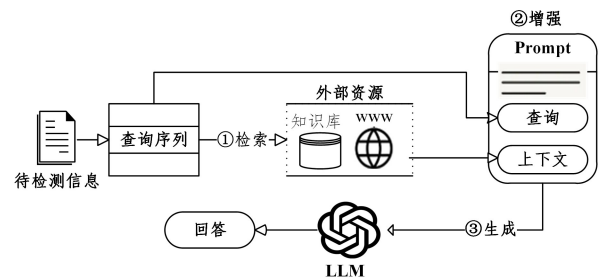 ②增强
Prompt
外部资源
知识库 WWW
查询
查询序列
①检索
上下文
待检测信息
回答
③生成
LLM